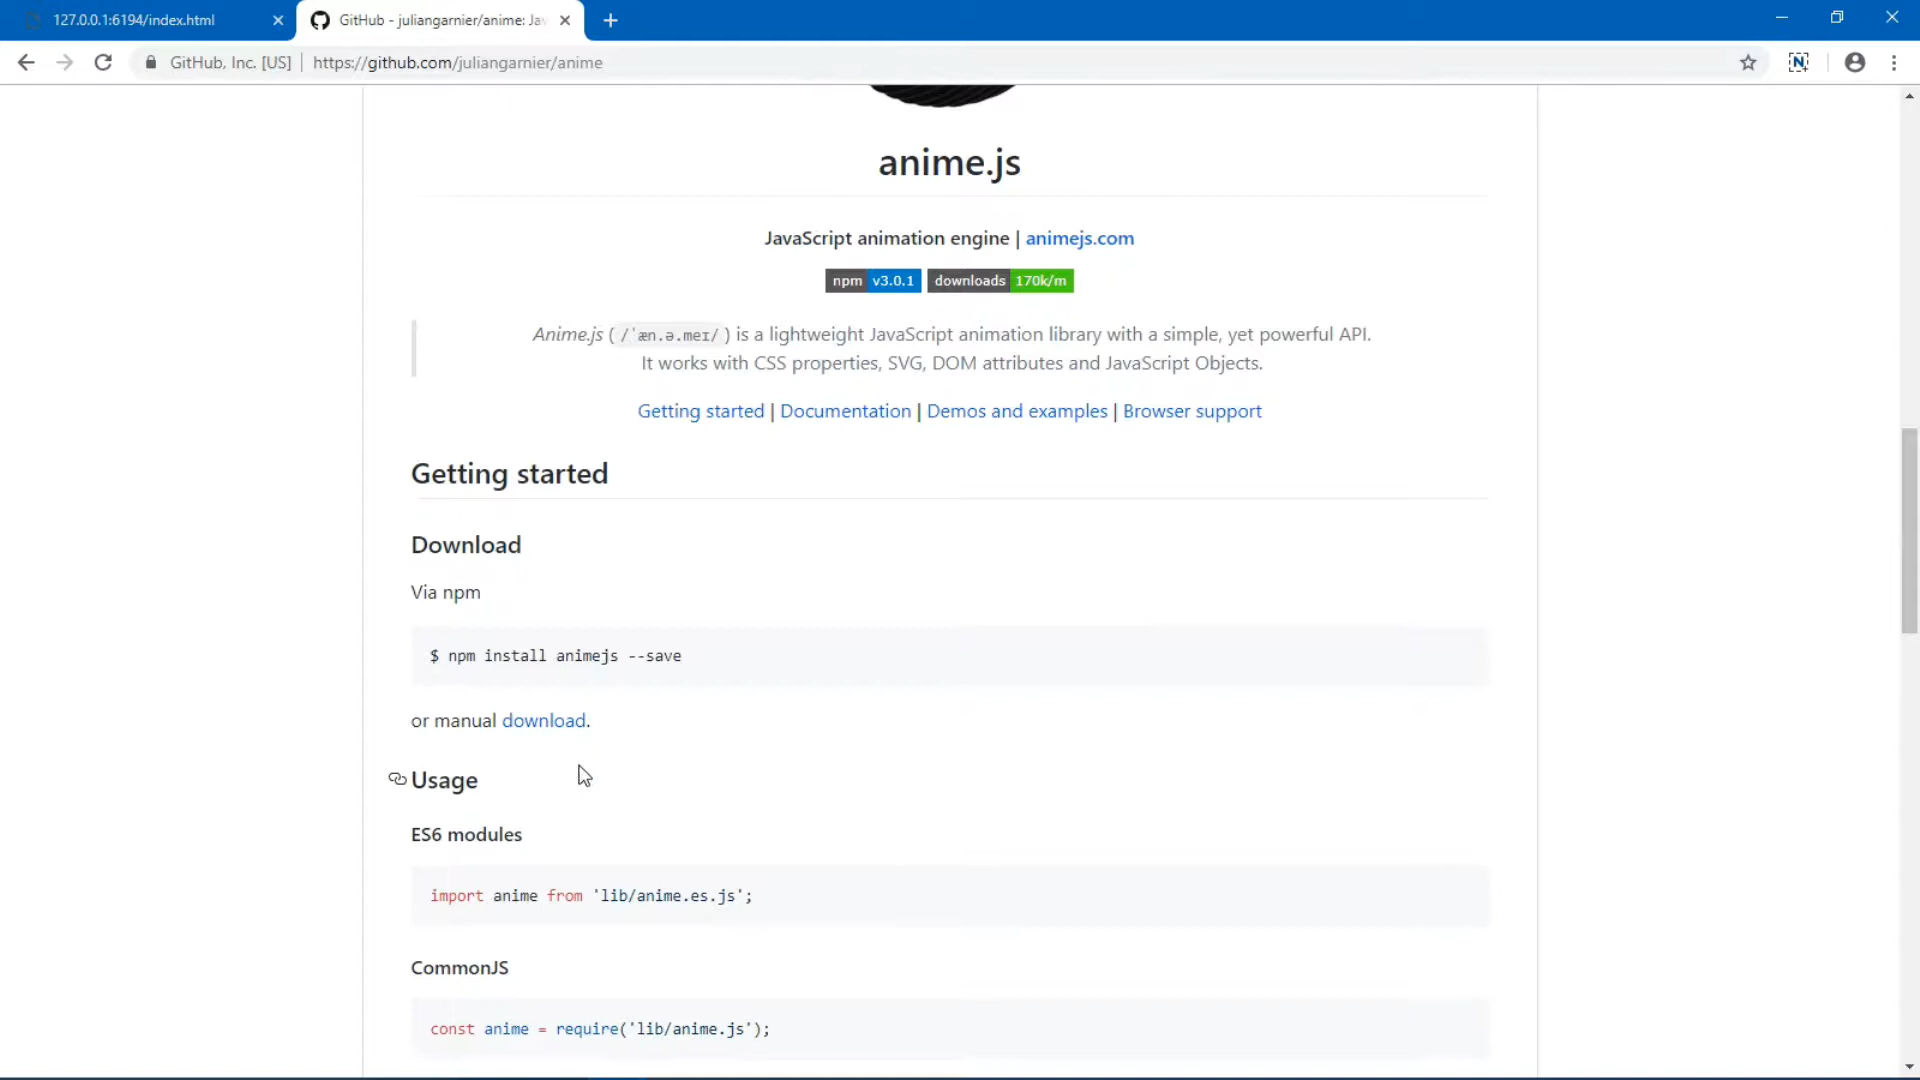 127.0.0.1:6194/index.html
GitHub - juliangarnier/anime: Jav
GitHub, Inc. [US] https://github.com/juliangarnier/anime
anime.js
JavaScript animation engine | animejs.com
npm v3.0.1 downloads 170k/m
Anime.js ( /ˈæn.ə.meɪ/ ) is a lightweight JavaScript animation library with a simple, yet powerful API.
It works with CSS properties, SVG, DOM attributes and JavaScript Objects.
Getting started | Documentation | Demos and examples | Browser support
Getting started
Download
Via npm
$ npm install animejs --save
or manual download.
Usage
ES6 modules
import anime from 'lib/anime.es.js';
CommonJS
const anime = require('lib/anime.js');